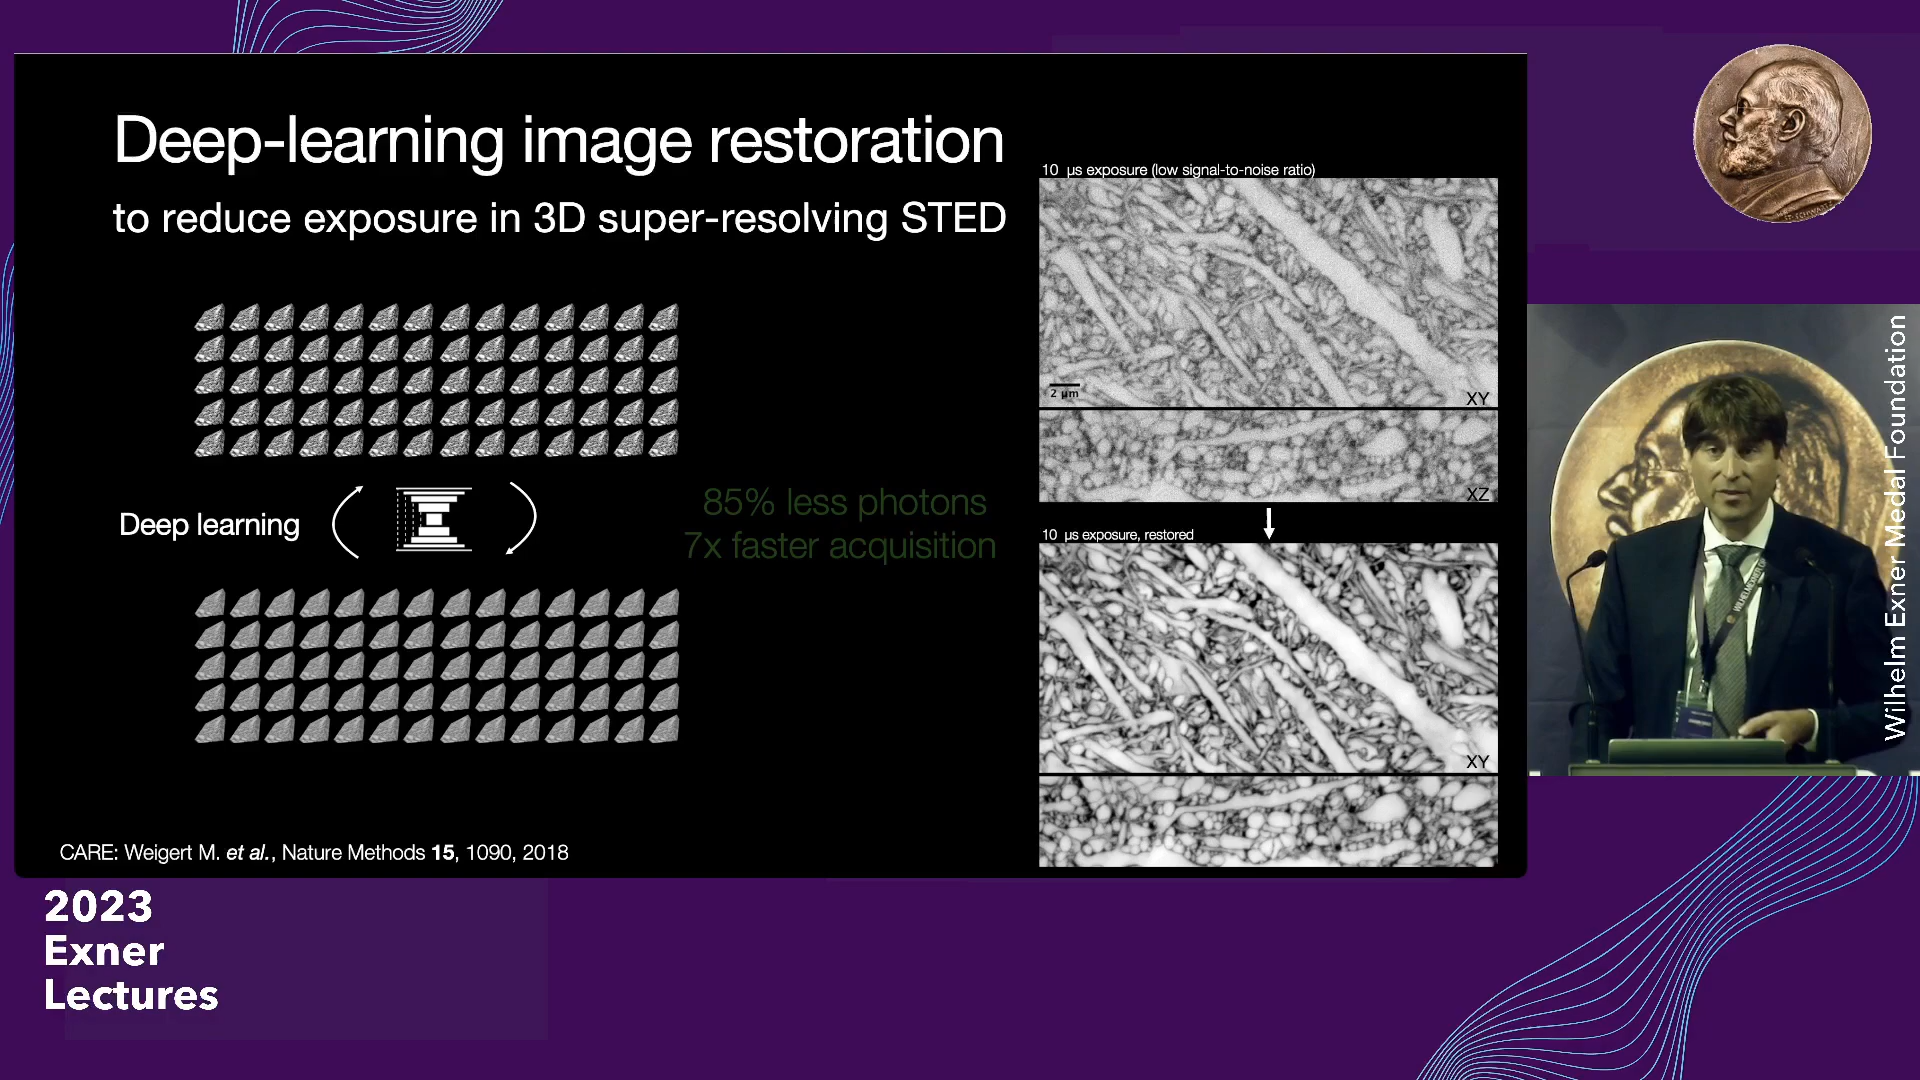 Deep-learning image restoration
to reduce exposure in 3D super-resolving STED
10 µs exposure (low signal-to-noise ratio)
2 µm
XY
XZ
Deep learning
85% less photons
7x faster acquisition
10 µs exposure, restored
XY
CARE: Weigert M. et al., Nature Methods 15, 1090, 2018
2023
Exner
Lectures
Wilhelm Exner Medal Foundation